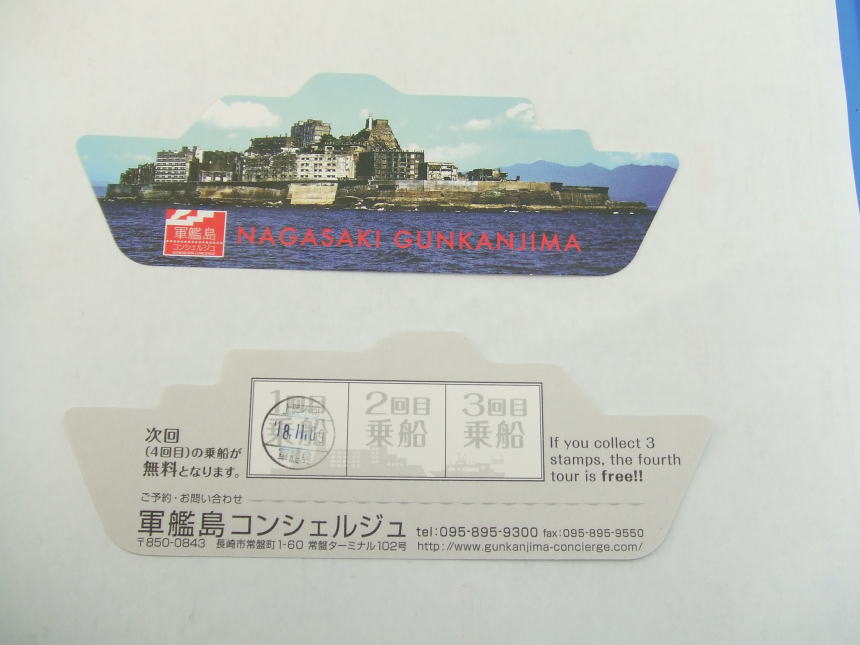 軍艦島
コンシェルジュ
NAGASAKI GUNKANJIMA
1回目
乗船
18.11.09
2回目
乗船
3回目
乗船
次回
(4回目)の乗船が
無料となります。
If you collect 3
stamps, the fourth
tour is free!!
ご予約・お問い合わせ
軍艦島コンシェルジュ tel:095-895-9300 fax:095-895-9550
〒850-0843 長崎市常盤町1-60 常盤ターミナル102号 http://www.gunkanjima-concierge.com/